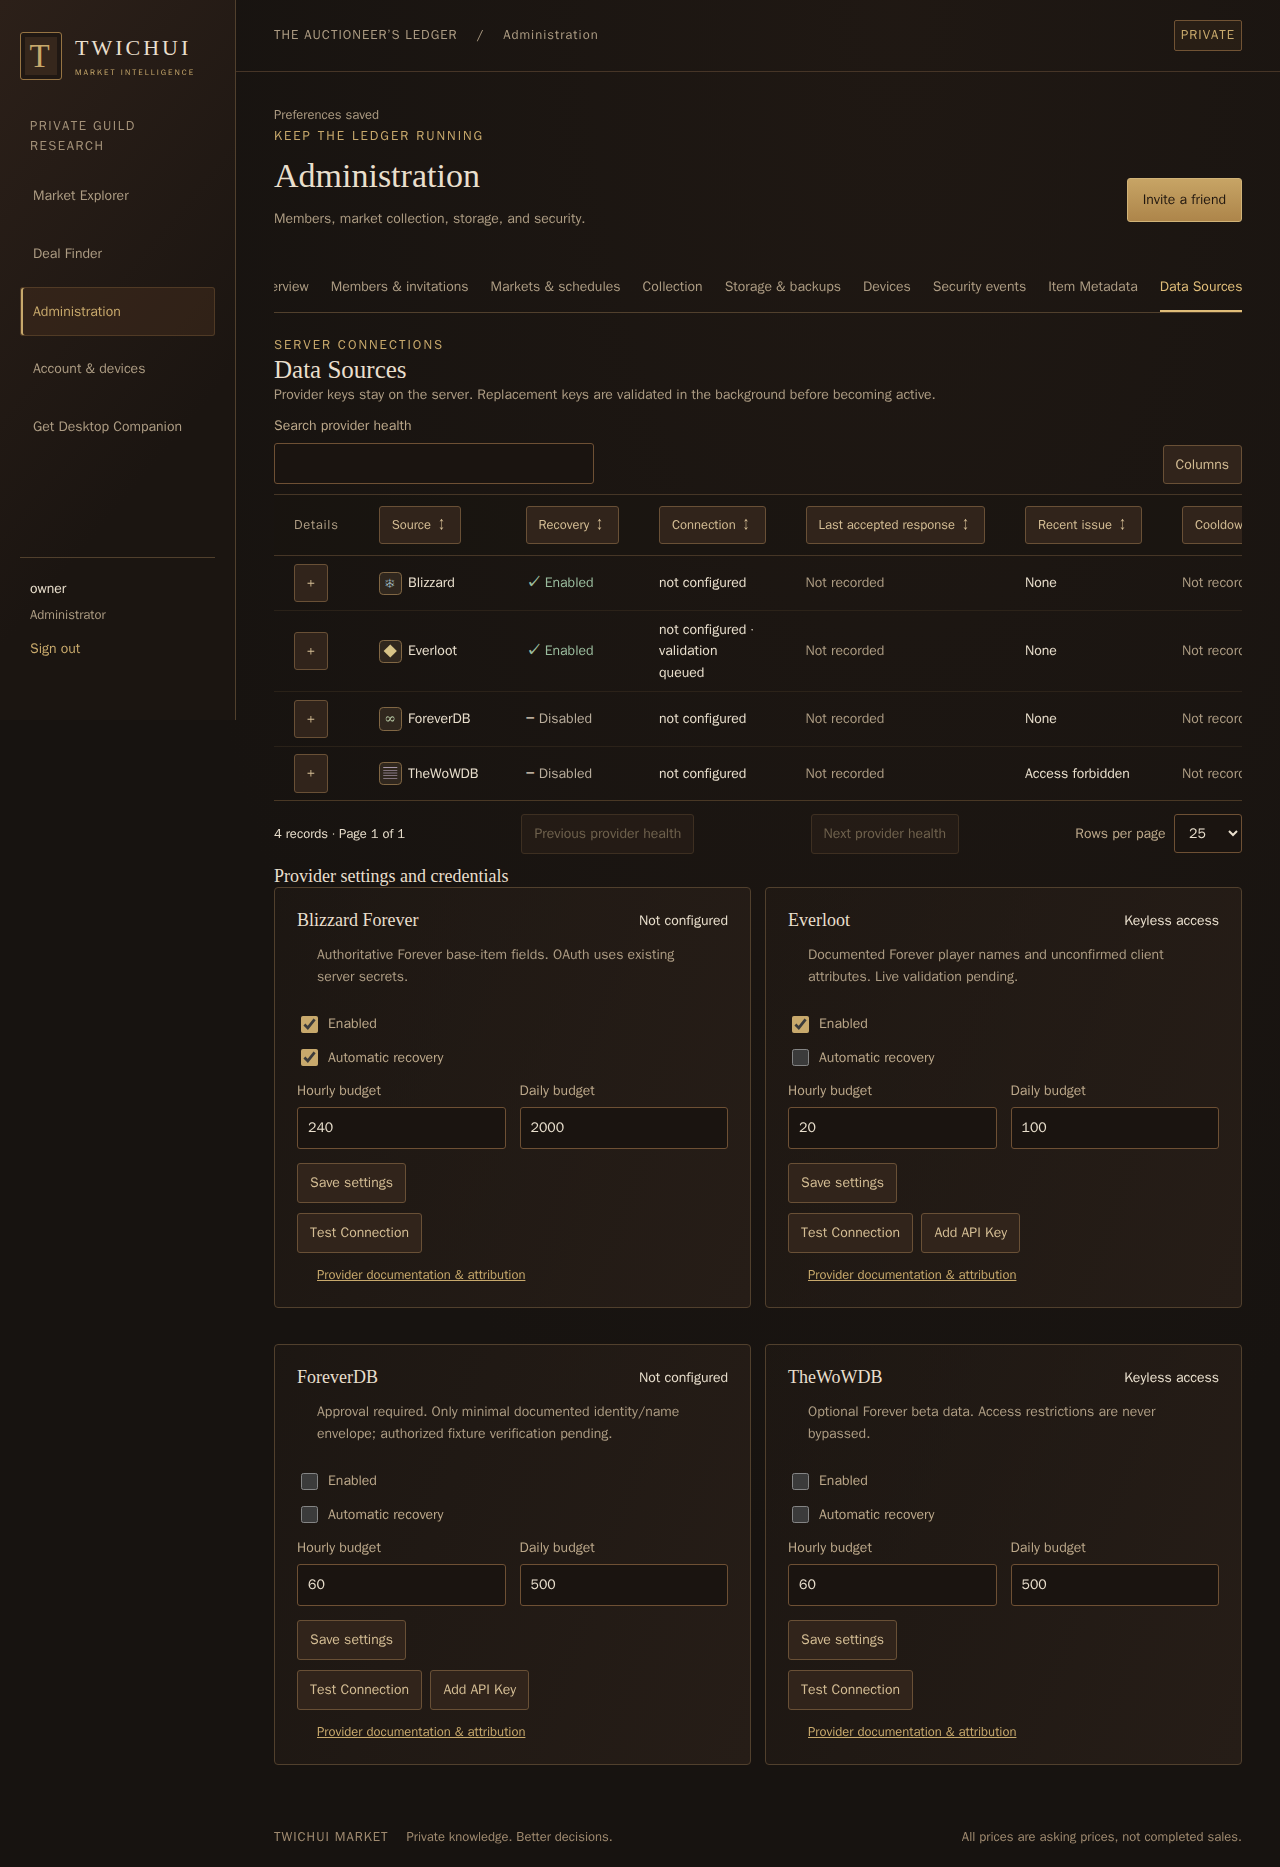 T
TWICHUI
MARKET INTELLIGENCE
PRIVATE GUILD
RESEARCH
Market Explorer
Deal Finder
Administration
Account & devices
Get Desktop Companion
owner
Administrator
Sign out
THE AUCTIONEER'S LEDGER / Administration
PRIVATE
Preferences saved
KEEP THE LEDGER RUNNING
Administration
Members, market collection, storage, and security.
Invite a friend
erview Members & invitations Markets & schedules Collection Storage & backups Devices Security events Item Metadata Data Sources
SERVER CONNECTIONS
Data Sources
Provider keys stay on the server. Replacement keys are validated in the background before becoming active.
Search provider health
Columns
Details Source ↕ Recovery ↕ Connection ↕ Last accepted response ↕ Recent issue ↕ Cooldow
+ Blizzard ✓ Enabled not configured Not recorded None Not record
+ Everloot ✓ Enabled not configured · validation queued Not recorded None Not record
+ ForeverDB – Disabled not configured Not recorded None Not record
+ TheWoWDB – Disabled not configured Not recorded Access forbidden Not record
4 records · Page 1 of 1 Previous provider health Next provider health Rows per page 25
Provider settings and credentials
Blizzard Forever Not configured
Authoritative Forever base-item fields. OAuth uses existing
server secrets.
Enabled
Automatic recovery
Hourly budget Daily budget
240 2000
Save settings
Test Connection
Provider documentation & attribution
Everloot Keyless access
Documented Forever player names and unconfirmed client
attributes. Live validation pending.
Enabled
Automatic recovery
Hourly budget Daily budget
20 100
Save settings
Test Connection Add API Key
Provider documentation & attribution
ForeverDB Not configured
Approval required. Only minimal documented identity/name
envelope; authorized fixture verification pending.
Enabled
Automatic recovery
Hourly budget Daily budget
60 500
Save settings
Test Connection Add API Key
Provider documentation & attribution
TheWoWDB Keyless access
Optional Forever beta data. Access restrictions are never
bypassed.
Enabled
Automatic recovery
Hourly budget Daily budget
60 500
Save settings
Test Connection
Provider documentation & attribution
TWICHUI MARKET Private knowledge. Better decisions.
All prices are asking prices, not completed sales.